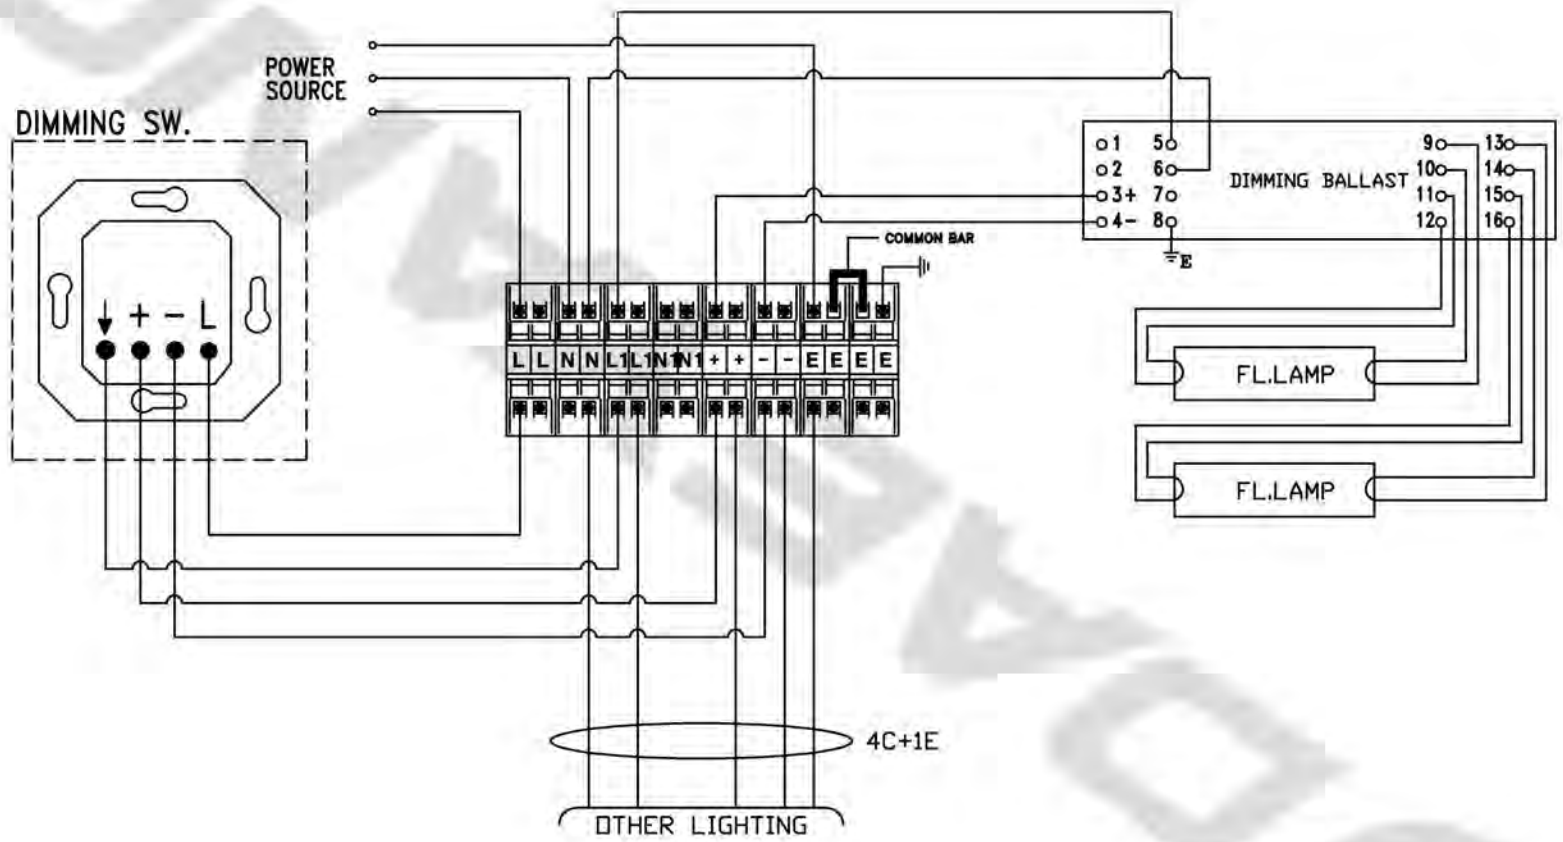 POWER
SOURCE
DIMMING SW.
↓ + − L
1 5
2 6
3+ 7
4− 8
E
DIMMING BALLAST
9 13
10 14
11 15
12 16
COMMON BAR
L L N N L1 L1 N1 N1 + + − − E E E E
FL.LAMP
FL.LAMP
4C+1E
OTHER LIGHTING